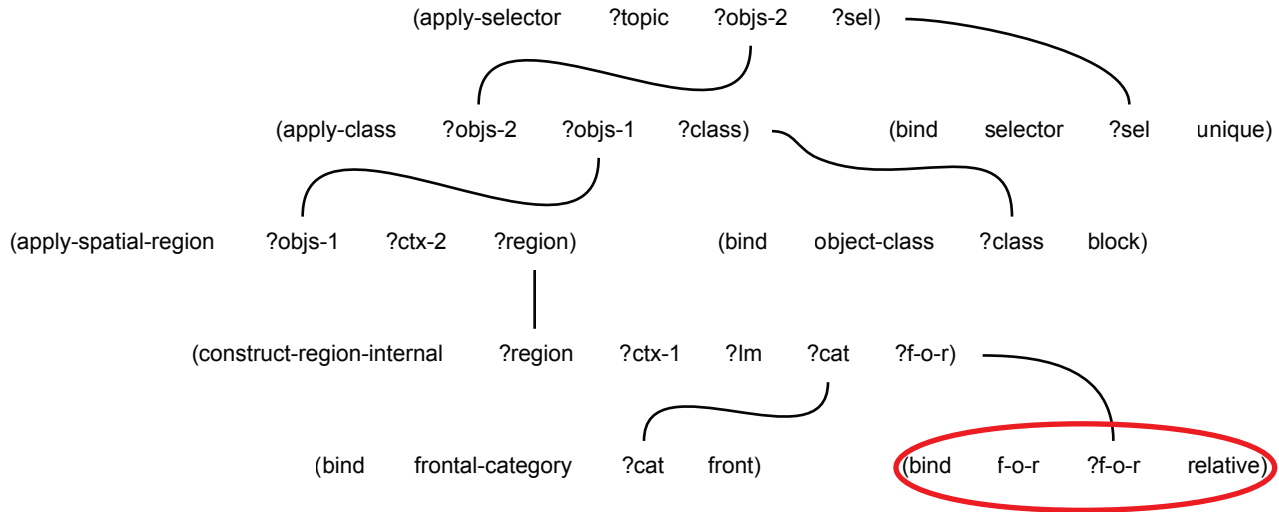 (apply-selector ?topic ?objs-2 ?sel)
(apply-class ?objs-2 ?objs-1 ?class) (bind selector ?sel unique)
(apply-spatial-region ?objs-1 ?ctx-2 ?region) (bind object-class ?class block)
(construct-region-internal ?region ?ctx-1 ?lm ?cat ?f-o-r)
(bind frontal-category ?cat front) (bind f-o-r ?f-o-r relative)